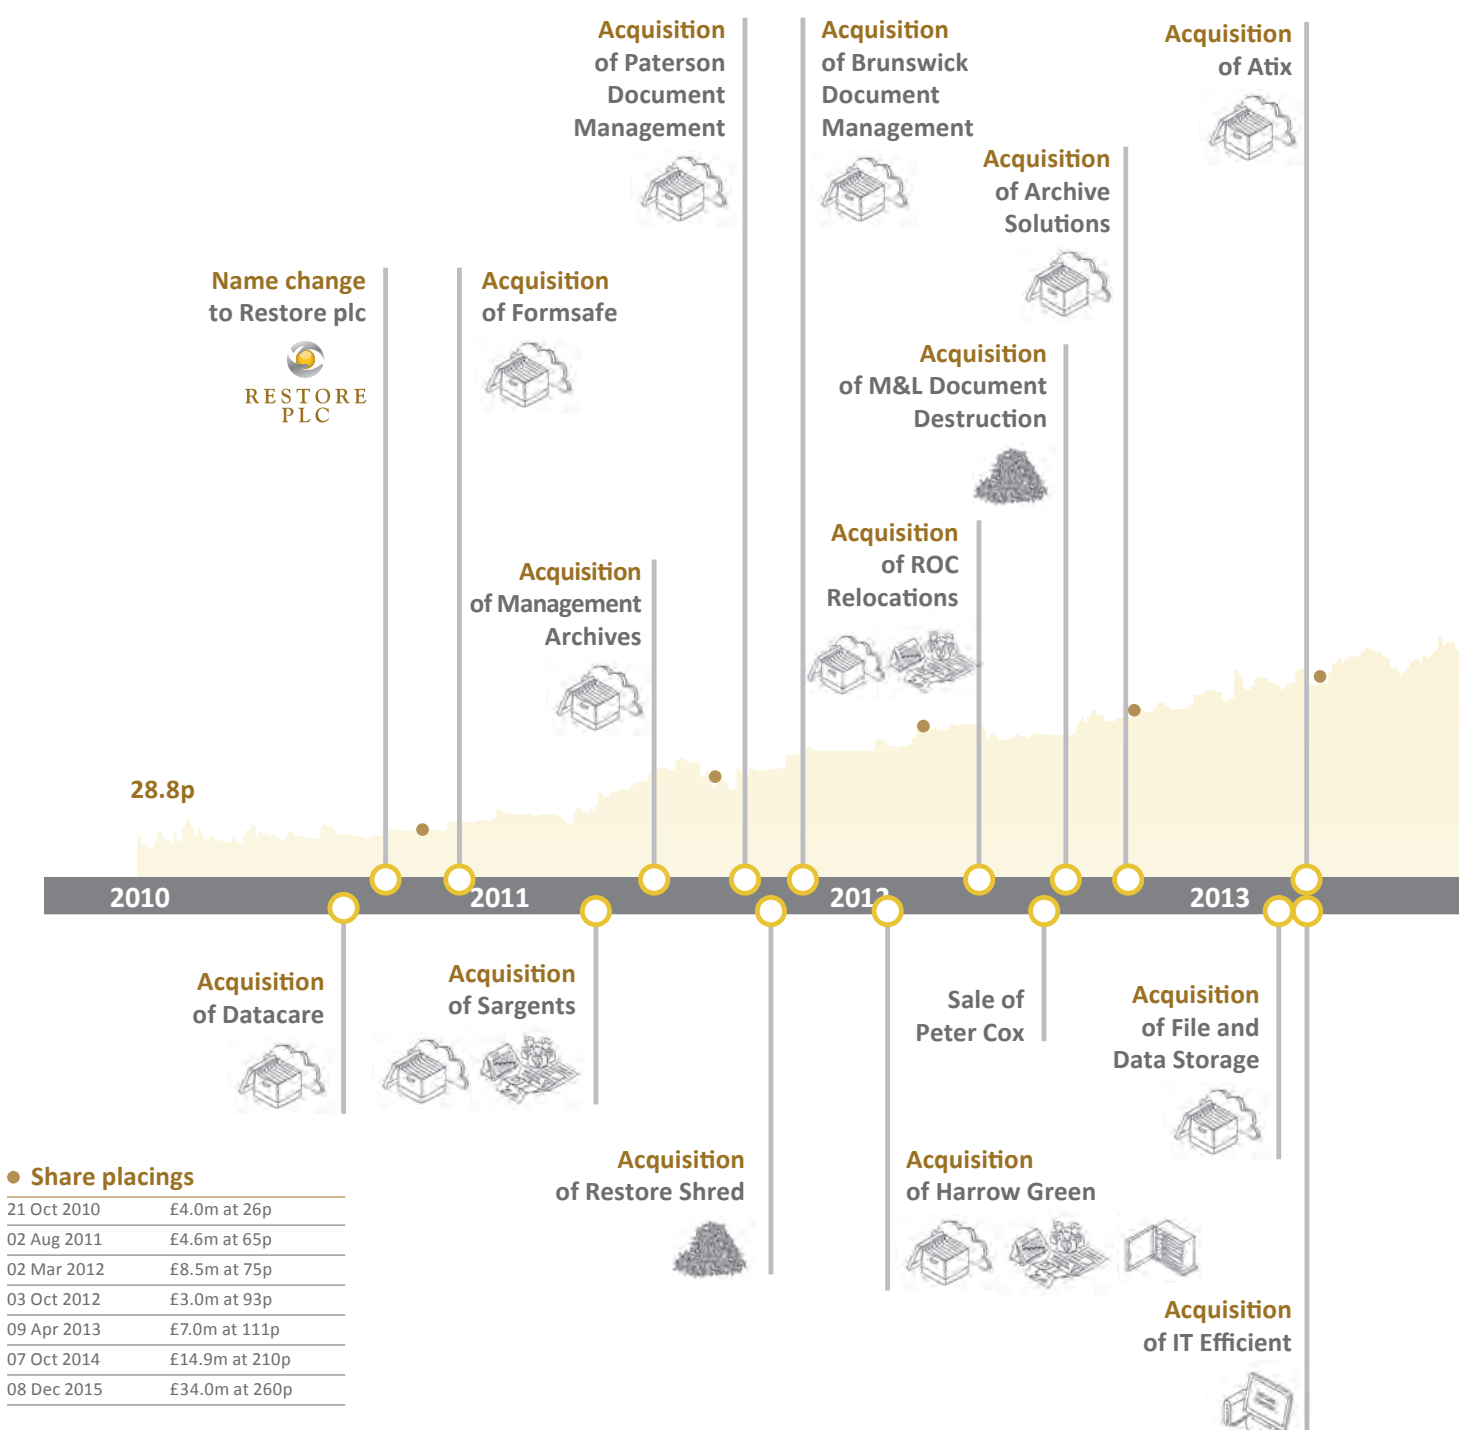 Acquisition
of Paterson
Document
Management
Acquisition
of Brunswick
Document
Management
Acquisition
of Atix
Acquisition
of Archive
Solutions
Name change
to Restore plc
RESTORE
PLC
Acquisition
of Formsafe
Acquisition
of M&L Document
Destruction
Acquisition
of ROC
Relocations
Acquisition
of Management
Archives
28.8p
2010
2011
2012
2013
Acquisition
of Datacare
Acquisition
of Sargents
Sale of
Peter Cox
Acquisition
of File and
Data Storage
Acquisition
of Restore Shred
Acquisition
of Harrow Green
Acquisition
of IT Efficient
Share placings
21 Oct 2010 £4.0m at 26p
02 Aug 2011 £4.6m at 65p
02 Mar 2012 £8.5m at 75p
03 Oct 2012 £3.0m at 93p
09 Apr 2013 £7.0m at 111p
07 Oct 2014 £14.9m at 210p
08 Dec 2015 £34.0m at 260p